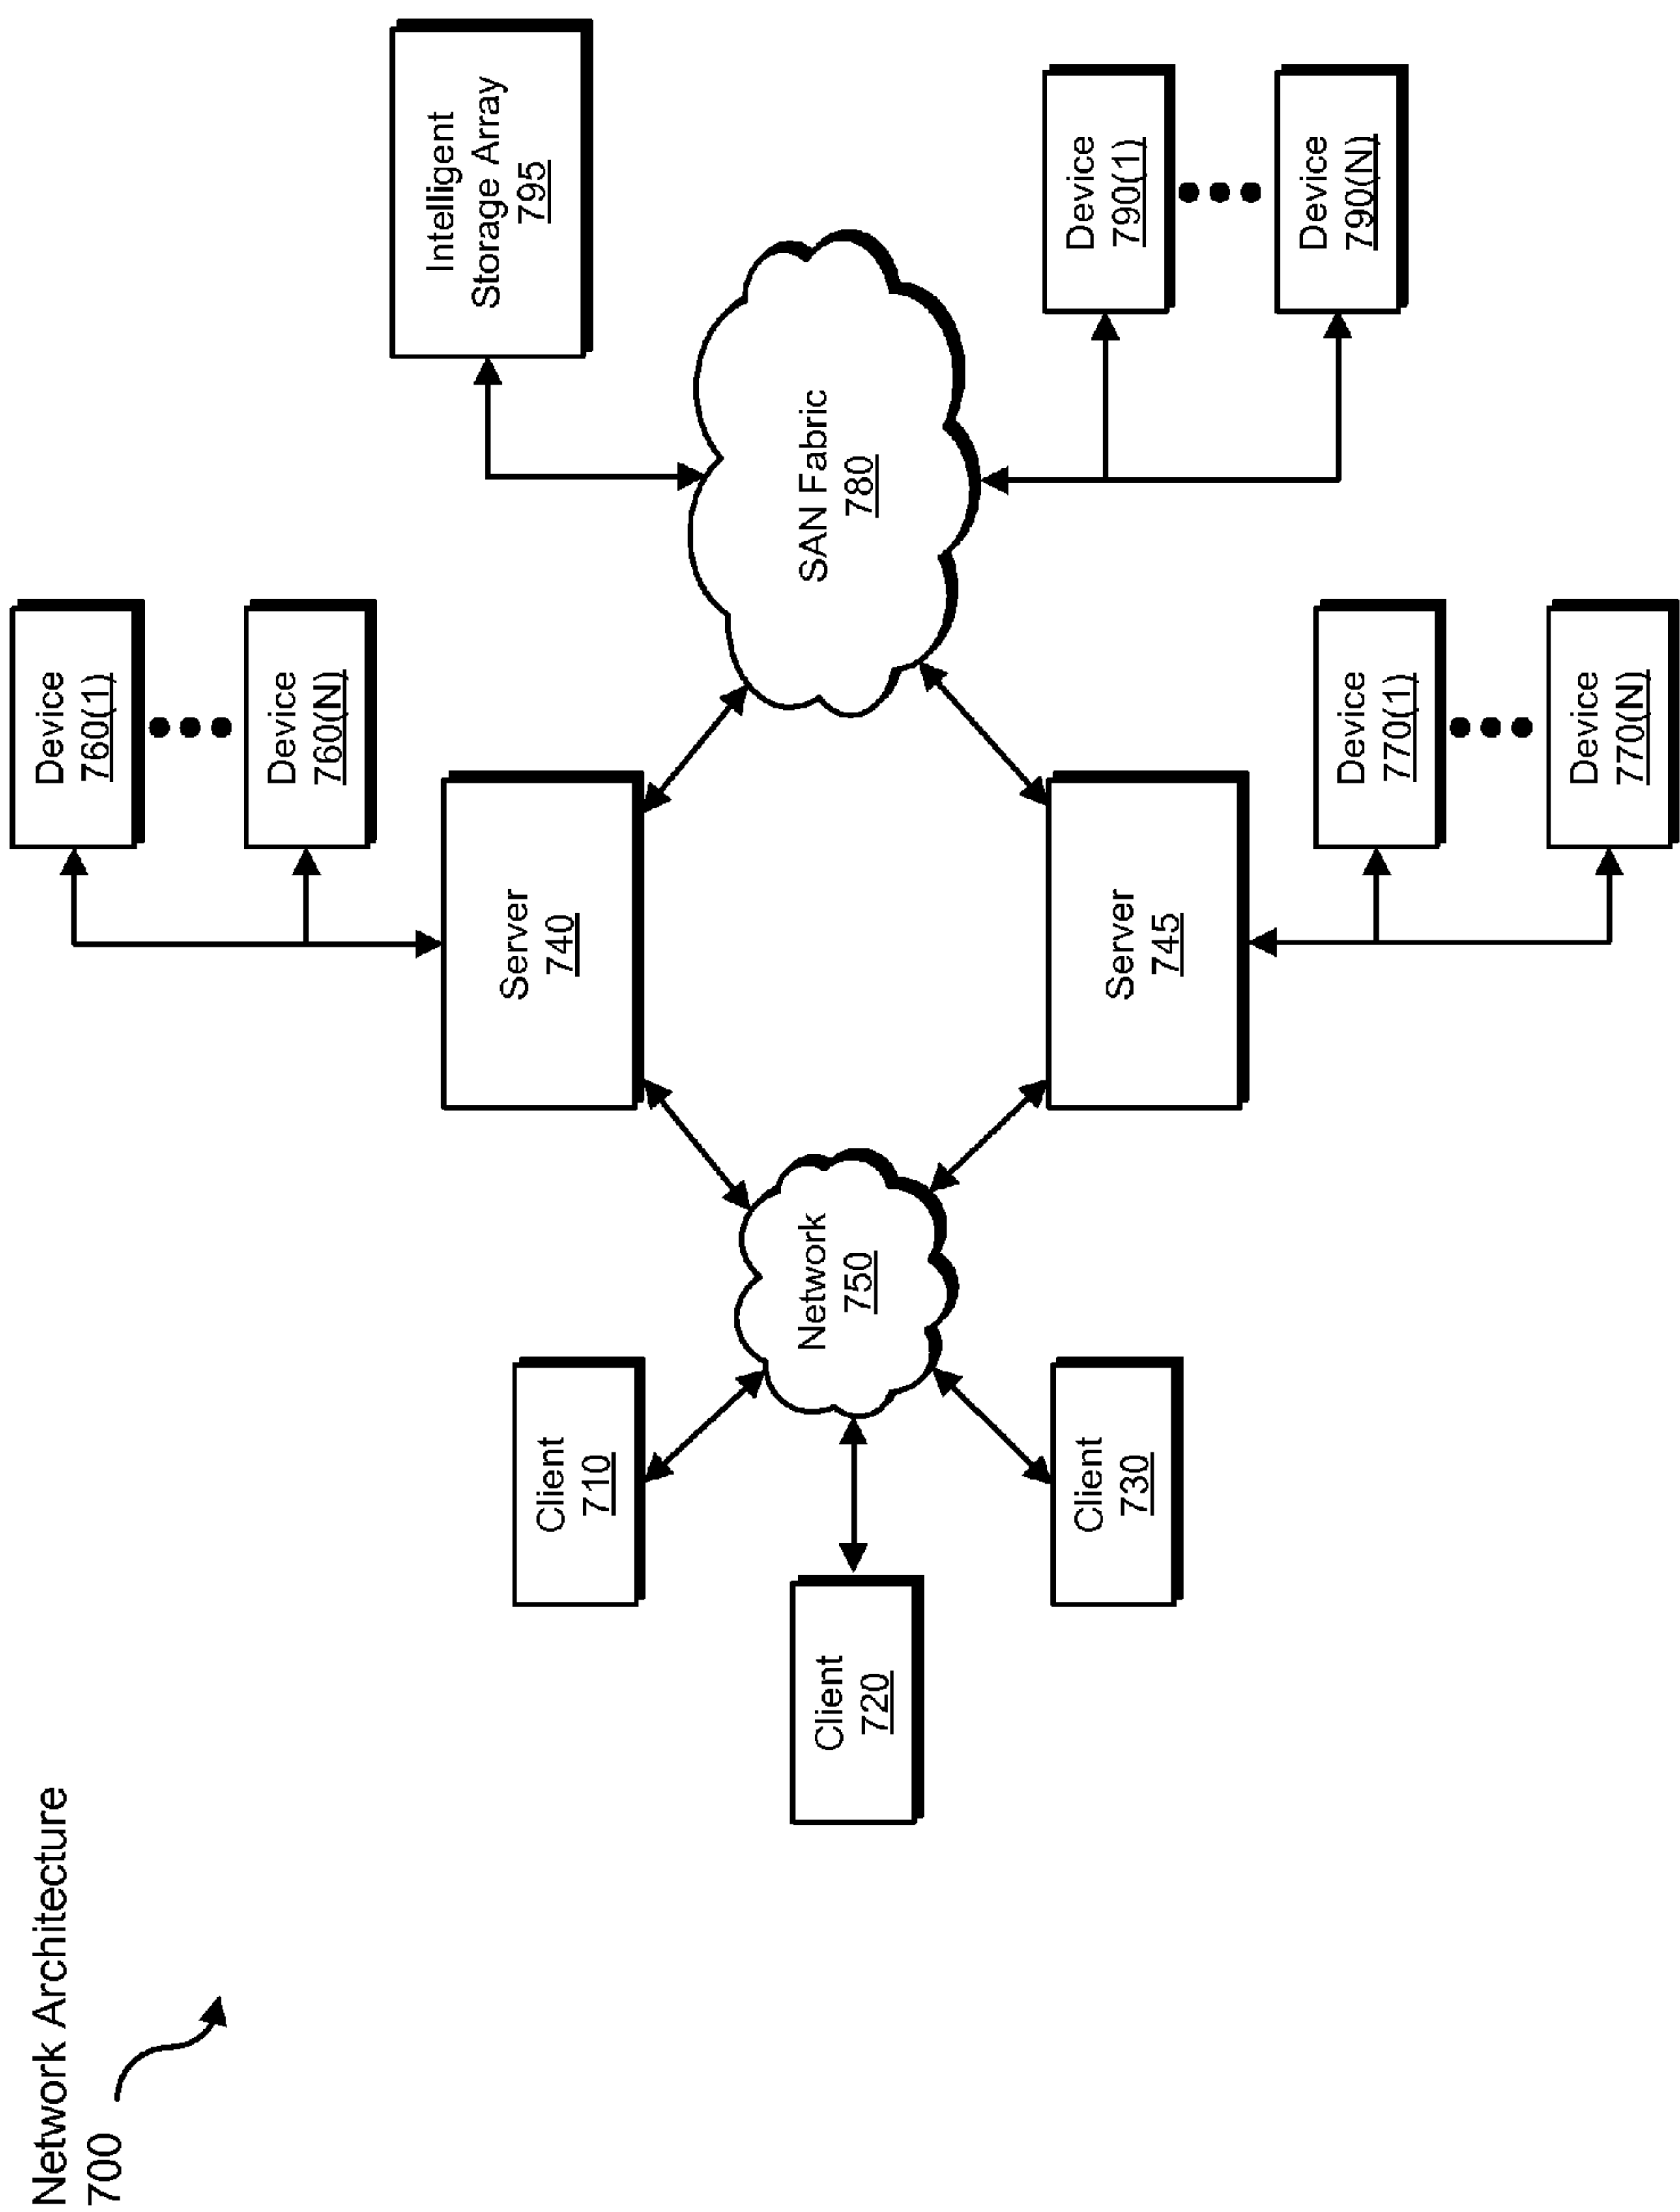 Network Architecture
700
Device
760(1)
Device
760(N)
Intelligent
Storage Array
795
Client
710
Server
740
Client
720
Network
750
SAN Fabric
780
Client
730
Server
745
Device
790(1)
Device
790(N)
Device
770(1)
Device
770(N)